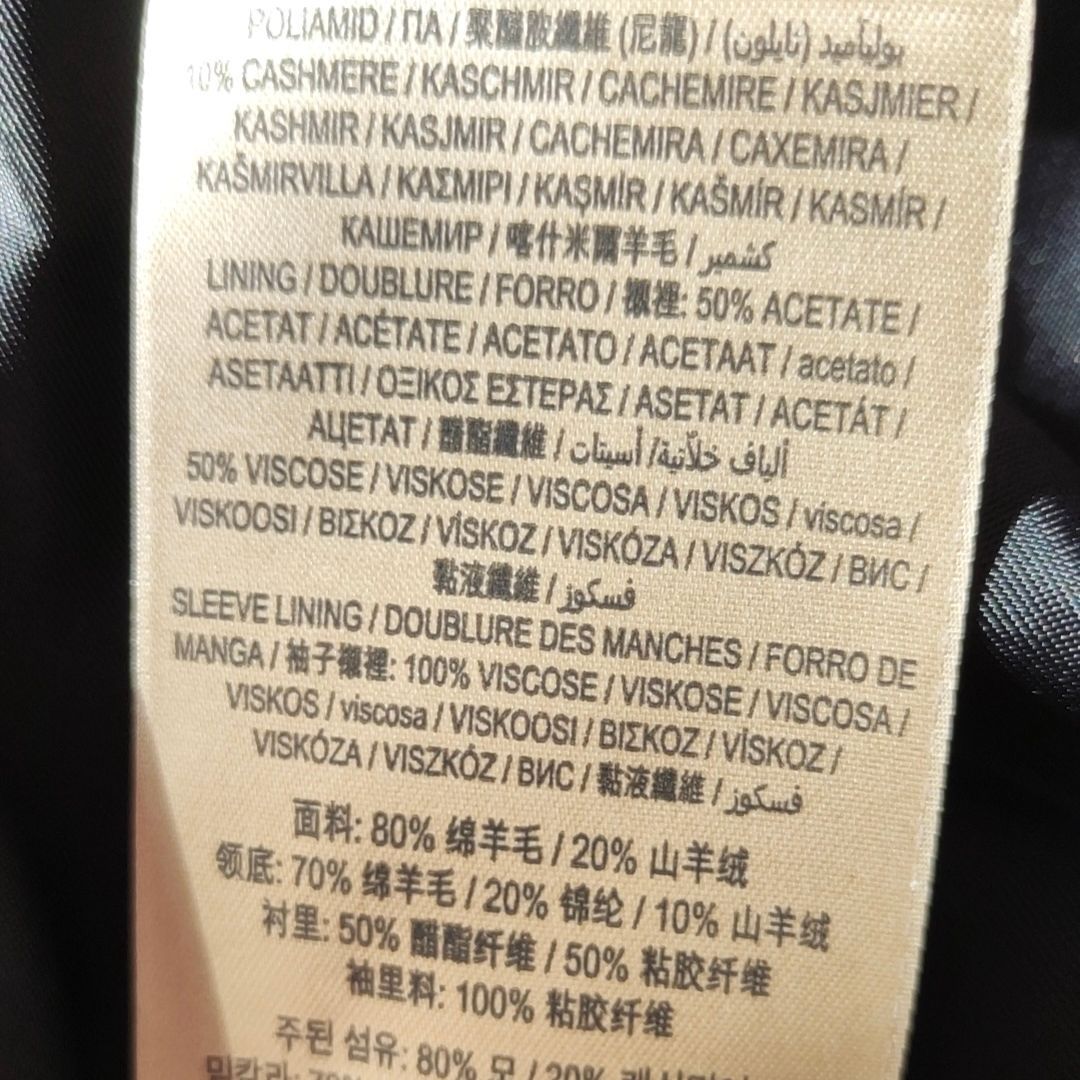 POLIAMID / ΠΑ / 聚醯胺纖維 (尼龍) / بوليأميد (نايلون)
10% CASHMERE / KASCHMIR / CACHEMIRE / KASJMIER /
KASHMIR / KASJMIR / CACHEMIRA / CAXEMIRA /
KAŠMIRVILLA / ΚΑΣΜΙΡΙ / KAŞMİR / KAŠMÍR / KASMÍR /
КАШЕМИР / 喀什米爾羊毛 / كشمير
LINING / DOUBLURE / FORRO / 襯裡: 50% ACETATE /
ACETAT / ACÉTATE / ACETATO / ACETAAT / acetato /
ASETAATTI / ΟΞΙΚΟΣ ΕΣΤΕΡΑΣ / ASETAT / ACETÁT /
АЦЕТАТ / 醋酯纖維 / ألياف خلاّتية/ أسيتات
50% VISCOSE / VISKOSE / VISCOSA / VISKOS / viscosa /
VISKOOSI / ΒΙΣΚΟΖ / VİSKOZ / VISKÓZA / VISZKÓZ / ВИС /
黏液纖維 / فسكوز
SLEEVE LINING / DOUBLURE DES MANCHES / FORRO DE
MANGA / 袖子襯裡: 100% VISCOSE / VISKOSE / VISCOSA /
VISKOS / viscosa / VISKOOSI / ΒΙΣΚΟΖ / VİSKOZ /
VISKÓZA / VISZKÓZ / ВИС / 黏液纖維 / فسكوز
面料: 80% 绵羊毛 / 20% 山羊绒
领底: 70% 绵羊毛 / 20% 锦纶 / 10% 山羊绒
衬里: 50% 醋酯纤维 / 50% 粘胶纤维
袖里料: 100% 粘胶纤维
주된 섬유: 80% 모 / 20%